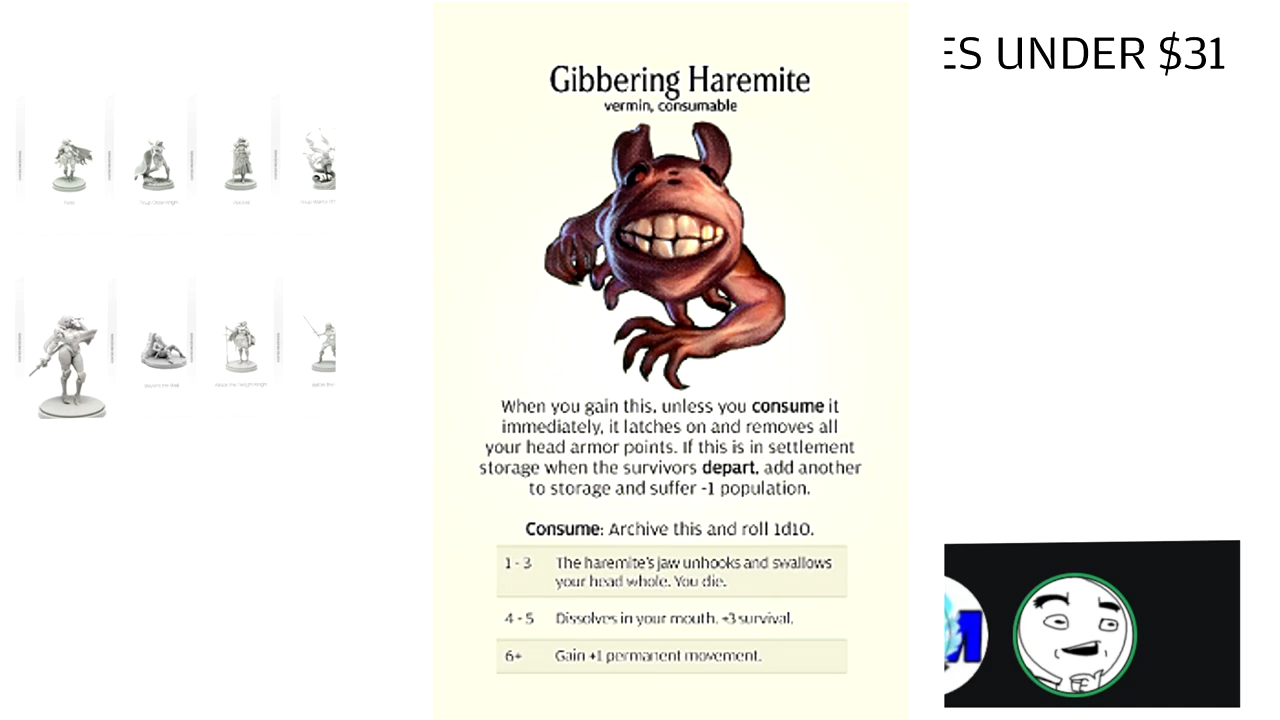 ES UNDER $31
Gibbering Haremite
vermin, consumable
When you gain this, unless you consume it
immediately, it latches on and removes all
your head armor points. If this is in settlement
storage when the survivors depart, add another
to storage and suffer -1 population.
Consume: Archive this and roll 1d10.
1 - 3 The haremite's jaw unhooks and swallows
your head whole. You die.
4 - 5 Dissolves in your mouth. +3 survival.
6+ Gain +1 permanent movement.